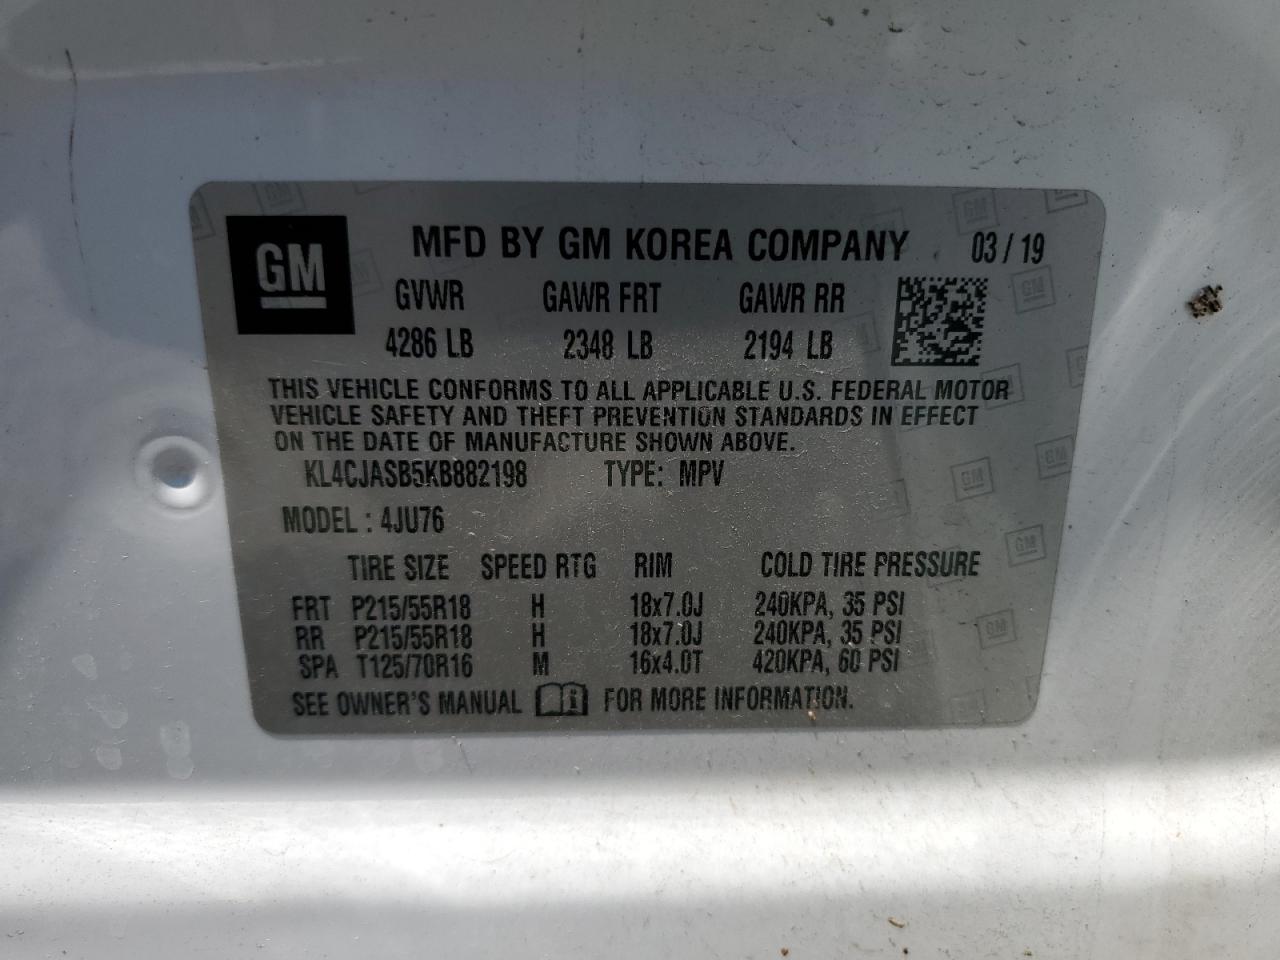 GM
MFD BY GM KOREA COMPANY 03/19
GVWR GAWR FRT GAWR RR
4286 LB 2348 LB 2194 LB
THIS VEHICLE CONFORMS TO ALL APPLICABLE U.S. FEDERAL MOTOR
VEHICLE SAFETY AND THEFT PREVENTION STANDARDS IN EFFECT
ON THE DATE OF MANUFACTURE SHOWN ABOVE.
KL4CJASB5KB882198 TYPE: MPV
MODEL : 4JU76
TIRE SIZE SPEED RTG RIM COLD TIRE PRESSURE
FRT P215/55R18 H 18x7.0J 240KPA, 35 PSI
RR P215/55R18 H 18x7.0J 240KPA, 35 PSI
SPA T125/70R16 M 16x4.0T 420KPA, 60 PSI
SEE OWNER'S MANUAL FOR MORE INFORMATION.